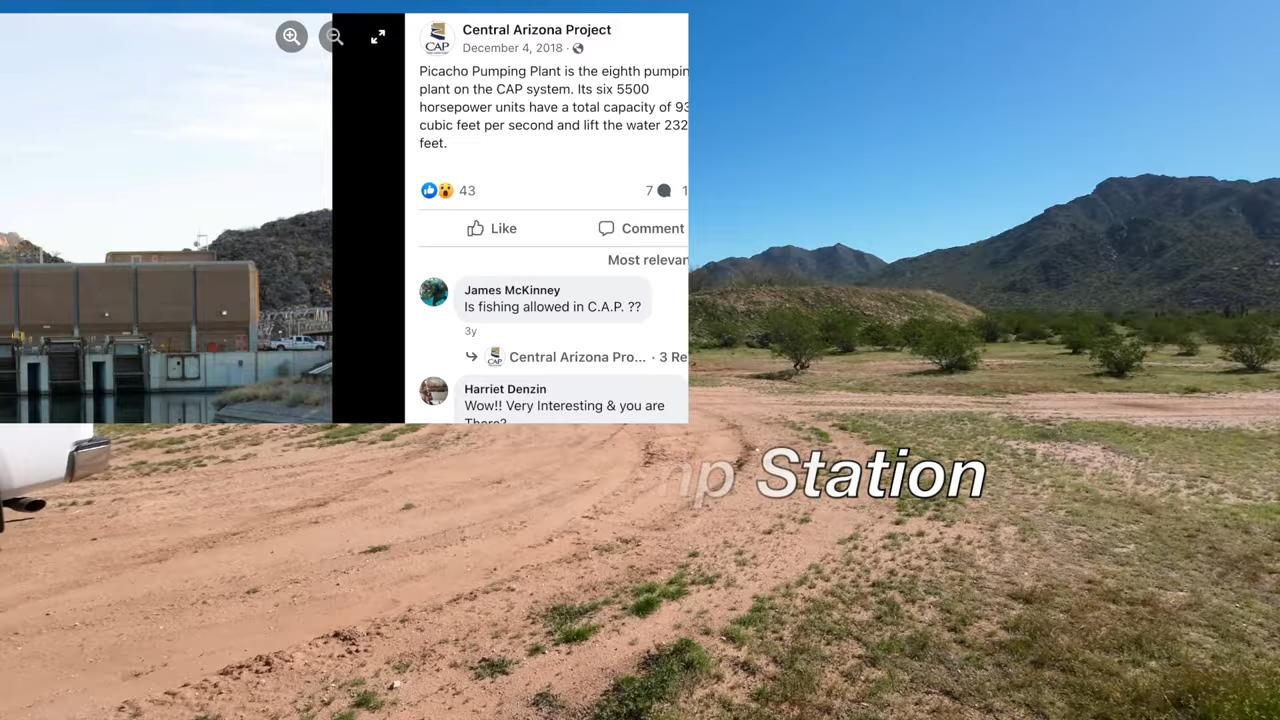 Central Arizona Project
CAP
December 4, 2018 ·
Picacho Pumping Plant is the eighth pumpin
plant on the CAP system. Its six 5500
horsepower units have a total capacity of 93
cubic feet per second and lift the water 232
feet.
43
7
1
Like
Comment
Most relevan
James McKinney
Is fishing allowed in C.A.P. ??
3y
Central Arizona Pro... · 3 Re
Harriet Denzin
Wow!! Very Interesting & you are
mp Station